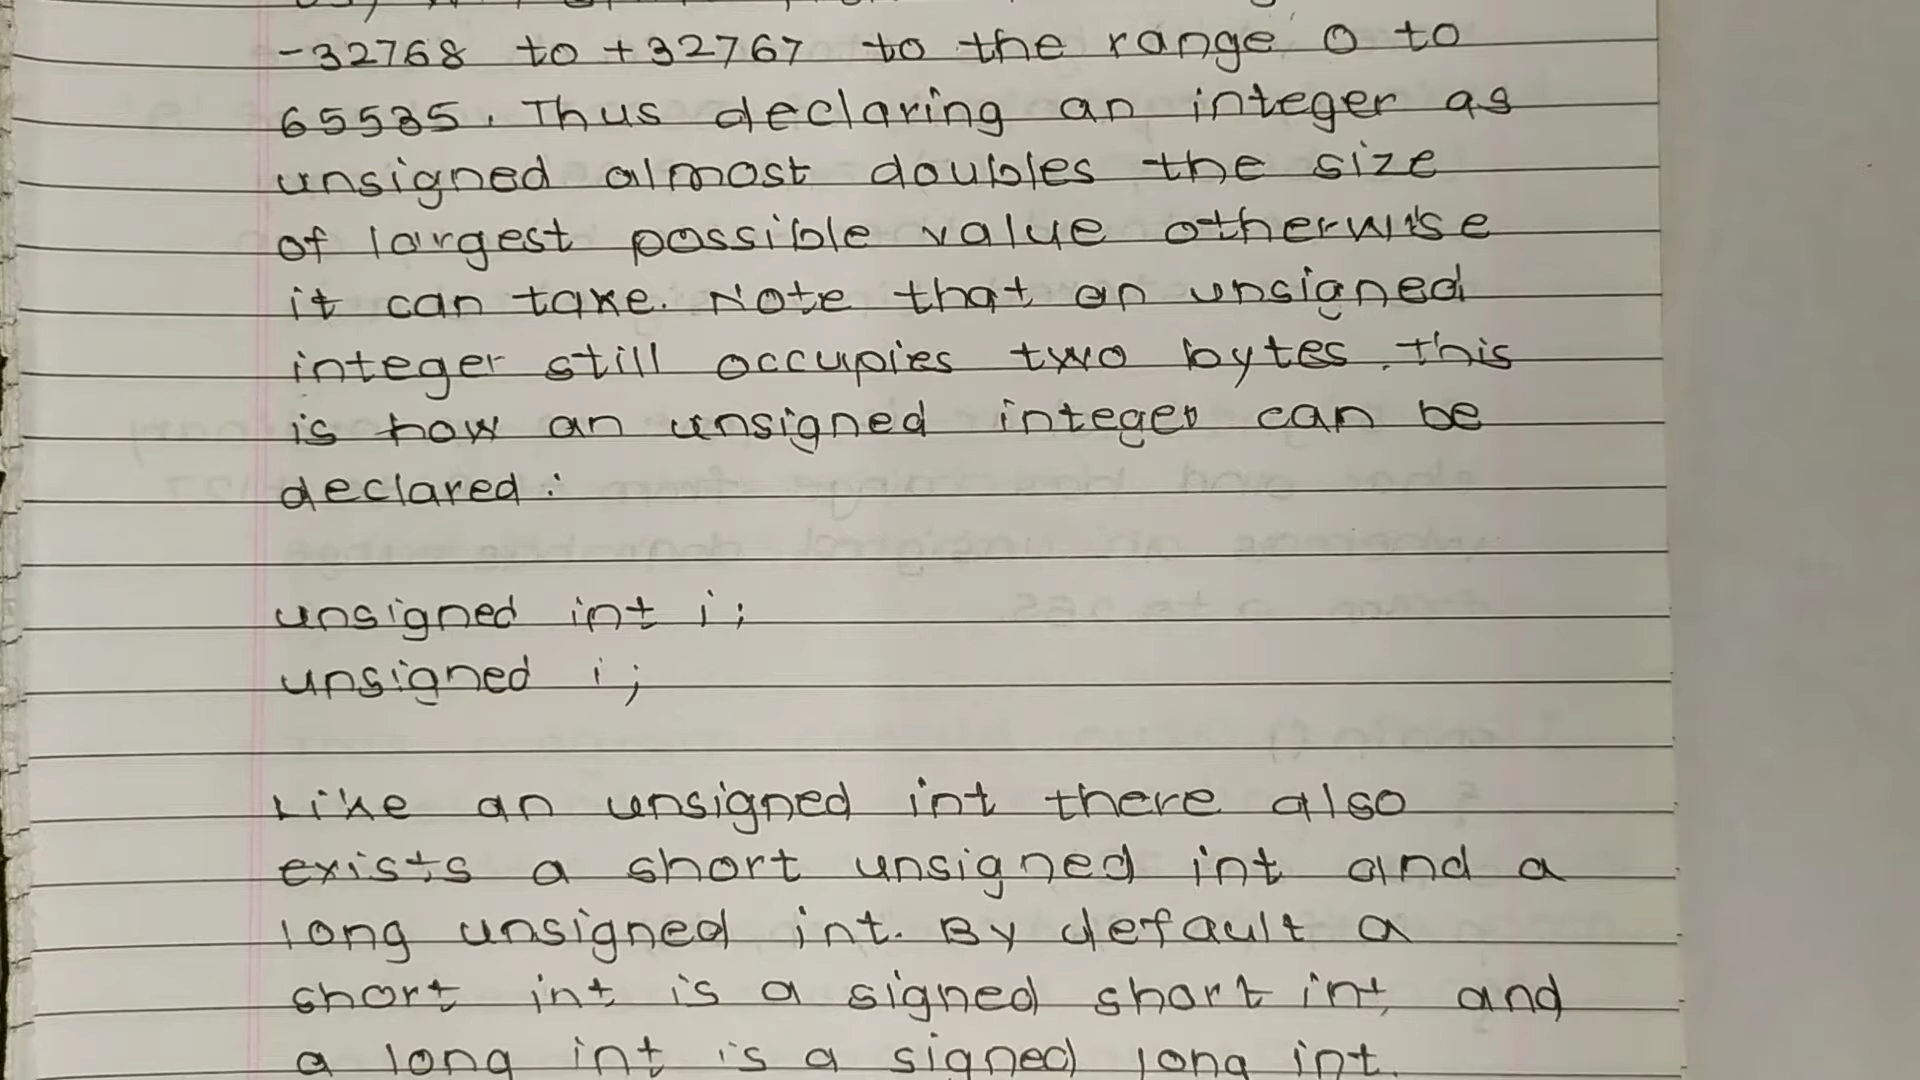 -32768 to +32767 to the range 0 to
65535. Thus declaring an integer as
unsigned almost doubles the size
of largest possible value otherwise
it can take. Note that an unsigned
integer still occupies two bytes. This
is how an unsigned integer can be
declared:
unsigned int i;
unsigned i;
Like an unsigned int there also
exists a short unsigned int and a
long unsigned int. By default a
short int is a signed short int and
a long int is a signed long int.